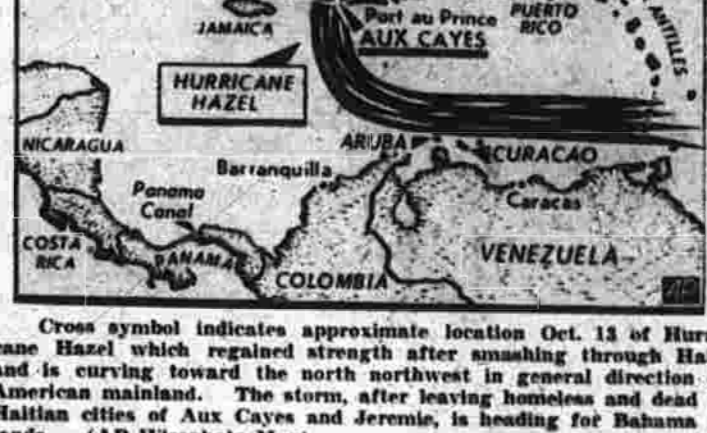 JAMAICA
Port au Prince
PUERTO
RICO
ANTILLES
AUX CAYES
HURRICANE
HAZEL
NICARAGUA
ARUBA
CURACAO
Barranquilla
Caracas
Panama
Canal
COSTA
RICA
PANAMA
VENEZUELA
COLOMBIA
Cross symbol indicates approximate location Oct. 13 of Hurri
cane Hazel which regained strength after smashing through Hai
and is curving toward the north northwest in general direction
American mainland. The storm, after leaving homeless and dead
Haitian cities of Aux Cayes and Jeremie, is heading for Bahama